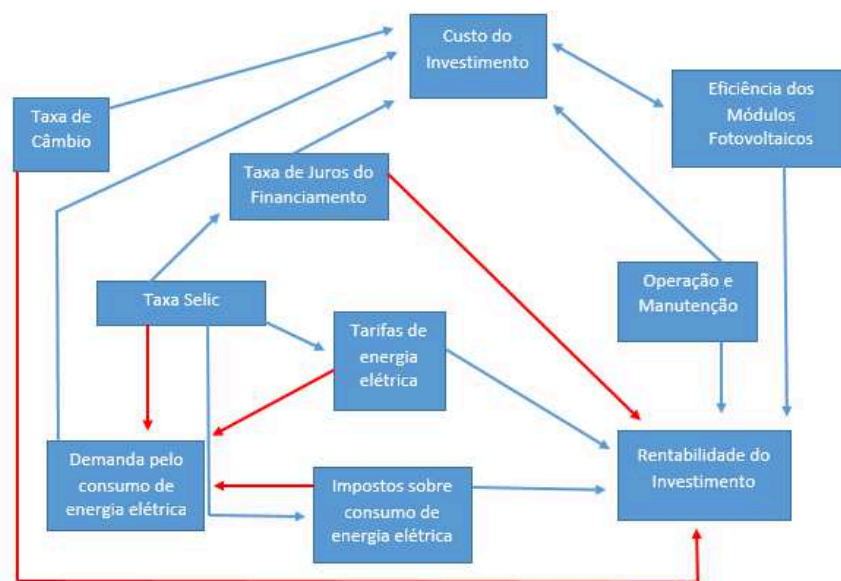 Custo do
Investimento
Eficiência dos
Módulos
Fotovoltaicos
Taxa de
Câmbio
Taxa de Juros do
Financiamento
Operação e
Manutenção
Taxa Selic
Tarifas de
energia
elétrica
Demanda pelo
consumo de
energia elétrica
Impostos sobre
consumo de
energia elétrica
Rentabilidade do
Investimento